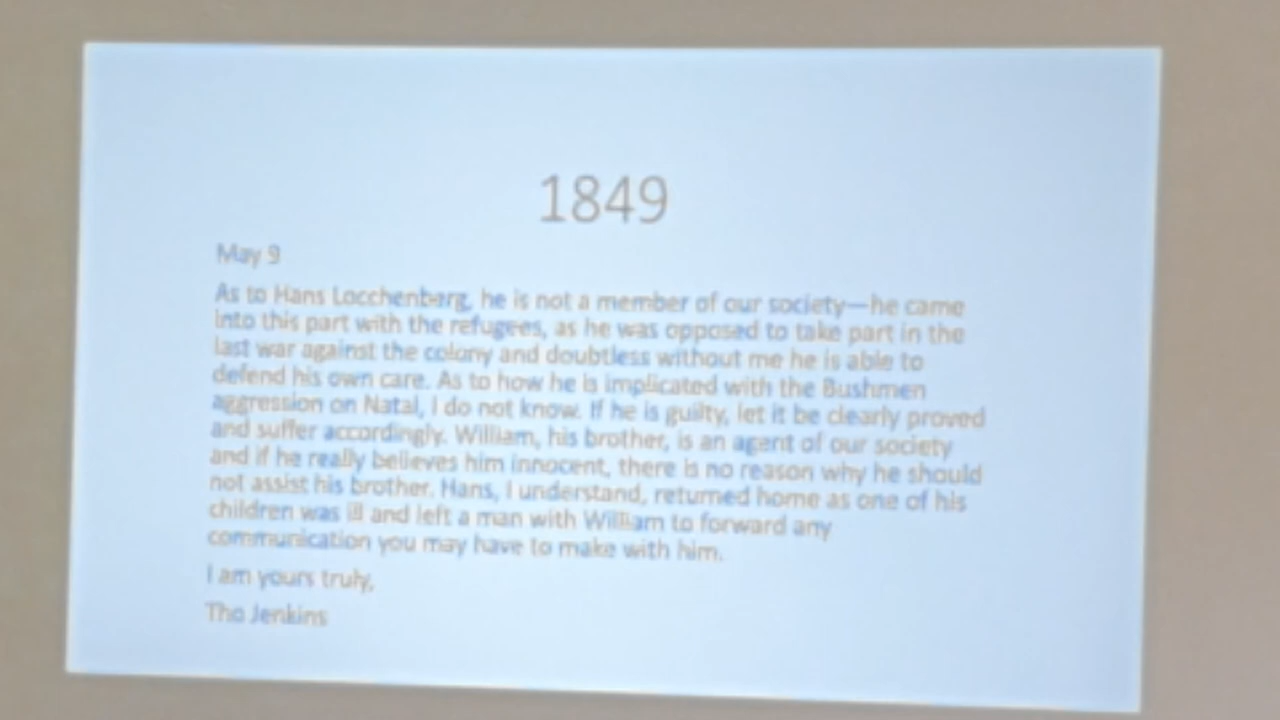 1849
May 9
As to Hans Locchenberg, he is not a member of our society—he came
into this part with the refugees, as he was opposed to take part in the
last war against the colony and doubtless without me he is able to
defend his own care. As to how he is implicated with the Bushmen
aggression on Natal, I do not know. If he is guilty, let it be clearly proved
and suffer accordingly. William, his brother, is an agent of our society
and if he really believes him innocent, there is no reason why he should
not assist his brother. Hans, I understand, returned home as one of his
children was ill and left a man with William to forward any
communication you may have to make with him.
I am yours truly,
Tho Jenkins